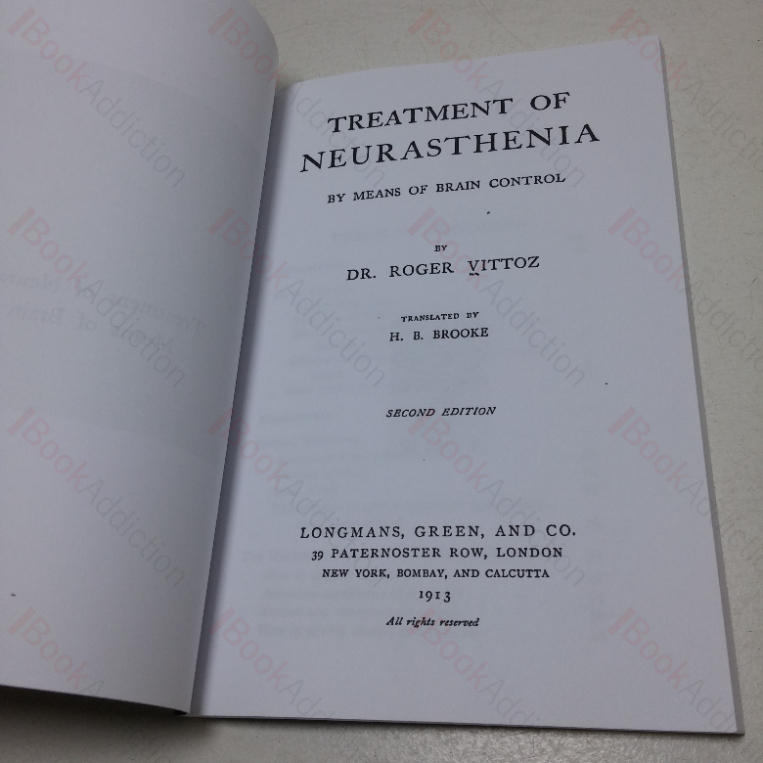 TREATMENT OF
NEURASTHENIA
BY MEANS OF BRAIN CONTROL
BY
DR. ROGER VITTOZ
TRANSLATED BY
H. B. BROOKE
SECOND EDITION
LONGMANS, GREEN, AND CO.
39 PATERNOSTER ROW, LONDON
NEW YORK, BOMBAY, AND CALCUTTA
1913
All rights reserved
BookAddiction